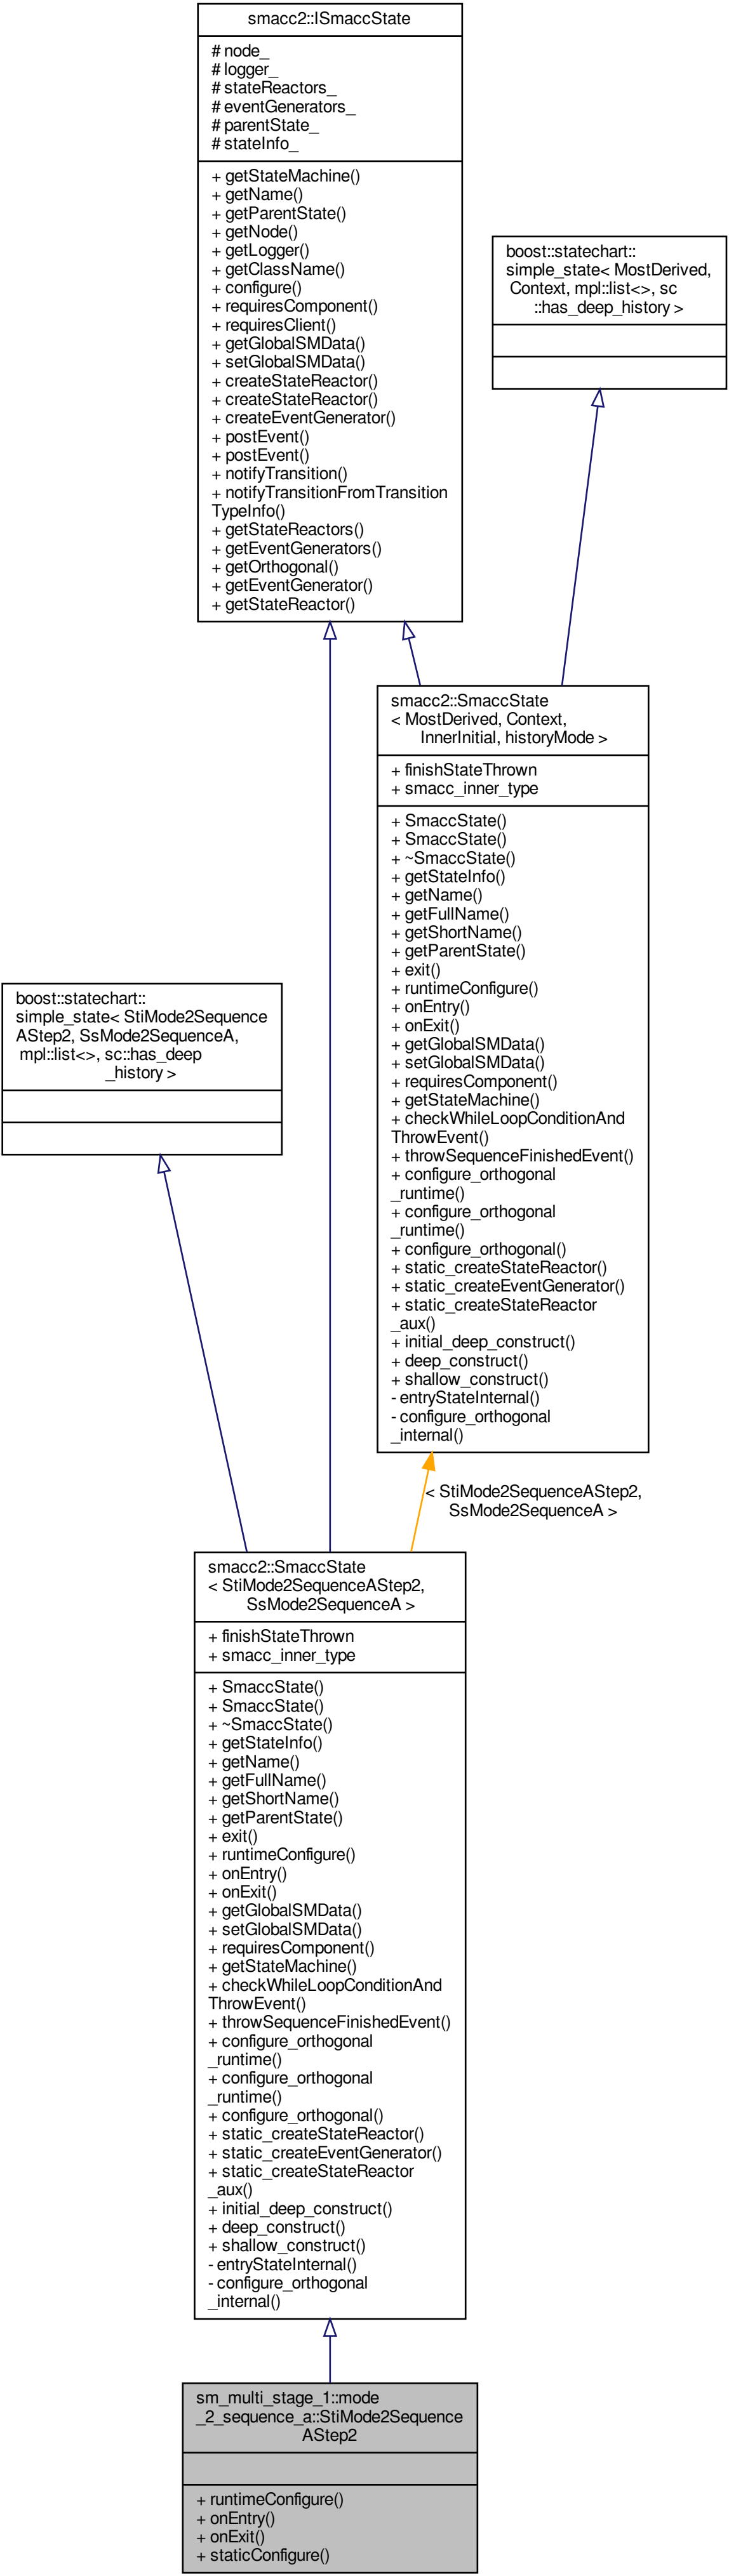 smacc2::ISmaccState
# node_
# logger_
# stateReactors_
# eventGenerators_
# parentState_
# stateInfo_
+ getStateMachine()
+ getName()
+ getParentState()
+ getNode()
+ getLogger()
+ getClassName()
+ configure()
+ requiresComponent()
+ requiresClient()
+ getGlobalSMData()
+ setGlobalSMData()
+ createStateReactor()
+ createStateReactor()
+ createEventGenerator()
+ postEvent()
+ postEvent()
+ notifyTransition()
+ notifyTransitionFromTransition
TypeInfo()
+ getStateReactors()
+ getEventGenerators()
+ getOrthogonal()
+ getEventGenerator()
+ getStateReactor()
boost::statechart::
simple_state< MostDerived,
Context, mpl::list<>, sc
::has_deep_history >
smacc2::SmaccState
< MostDerived, Context,
InnerInitial, historyMode >
+ finishStateThrown
+ smacc_inner_type
+ SmaccState()
+ SmaccState()
+ ~SmaccState()
+ getStateInfo()
+ getName()
+ getFullName()
+ getShortName()
+ getParentState()
+ exit()
+ runtimeConfigure()
+ onEntry()
+ onExit()
+ getGlobalSMData()
+ setGlobalSMData()
+ requiresComponent()
+ getStateMachine()
+ checkWhileLoopConditionAnd
ThrowEvent()
+ throwSequenceFinishedEvent()
+ configure_orthogonal
_runtime()
+ configure_orthogonal
_runtime()
+ configure_orthogonal()
+ static_createStateReactor()
+ static_createEventGenerator()
+ static_createStateReactor
_aux()
+ initial_deep_construct()
+ deep_construct()
+ shallow_construct()
- entryStateInternal()
- configure_orthogonal
_internal()
boost::statechart::
simple_state< StiMode2Sequence
AStep2, SsMode2SequenceA,
mpl::list<>, sc::has_deep
_history >
< StiMode2SequenceAStep2,
SsMode2SequenceA >
smacc2::SmaccState
< StiMode2SequenceAStep2,
SsMode2SequenceA >
+ finishStateThrown
+ smacc_inner_type
+ SmaccState()
+ SmaccState()
+ ~SmaccState()
+ getStateInfo()
+ getName()
+ getFullName()
+ getShortName()
+ getParentState()
+ exit()
+ runtimeConfigure()
+ onEntry()
+ onExit()
+ getGlobalSMData()
+ setGlobalSMData()
+ requiresComponent()
+ getStateMachine()
+ checkWhileLoopConditionAnd
ThrowEvent()
+ throwSequenceFinishedEvent()
+ configure_orthogonal
_runtime()
+ configure_orthogonal
_runtime()
+ configure_orthogonal()
+ static_createStateReactor()
+ static_createEventGenerator()
+ static_createStateReactor
_aux()
+ initial_deep_construct()
+ deep_construct()
+ shallow_construct()
- entryStateInternal()
- configure_orthogonal
_internal()
sm_multi_stage_1::mode
_2_sequence_a::StiMode2Sequence
AStep2
+ runtimeConfigure()
+ onEntry()
+ onExit()
+ staticConfigure()